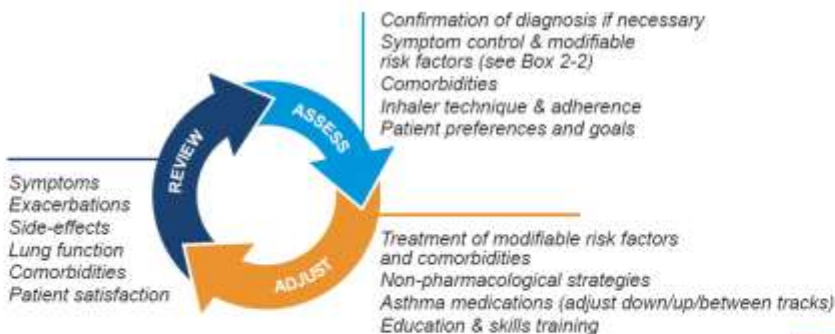 Confirmation of diagnosis if necessary
Symptom control & modifiable
risk factors (see Box 2-2)
Comorbidities
Inhaler technique & adherence
Patient preferences and goals
ASSESS
REVIEW
Symptoms
Exacerbations
Side-effects
Lung function
Comorbidities
Patient satisfaction
ADJUST
Treatment of modifiable risk factors
and comorbidities
Non-pharmacological strategies
Asthma medications (adjust down/up/between tracks)
Education & skills training